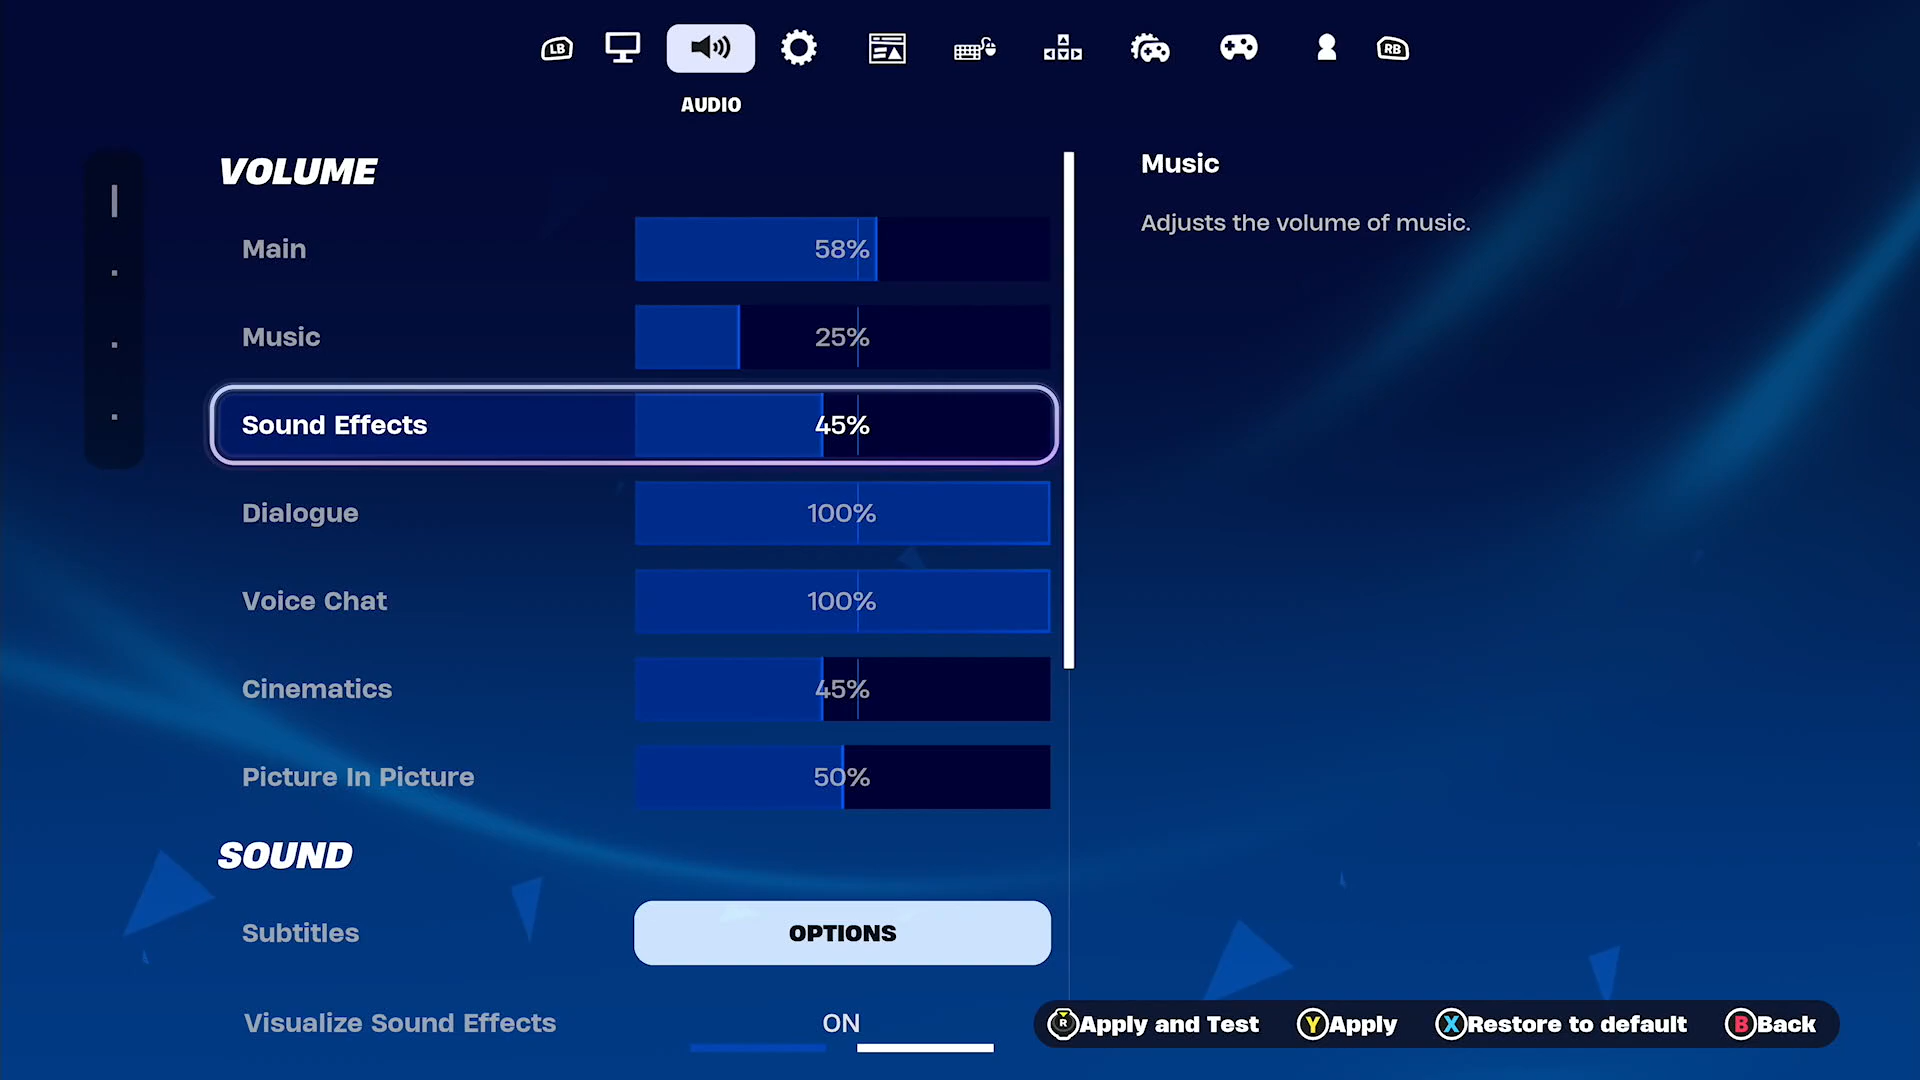 LB
RB
AUDIO
VOLUME
Main 58%
Music 25%
Sound Effects 45%
Dialogue 100%
Voice Chat 100%
Cinematics 45%
Picture In Picture 50%
SOUND
Subtitles OPTIONS
Visualize Sound Effects ON
Music
Adjusts the volume of music.
R Apply and Test Y Apply X Restore to default B Back